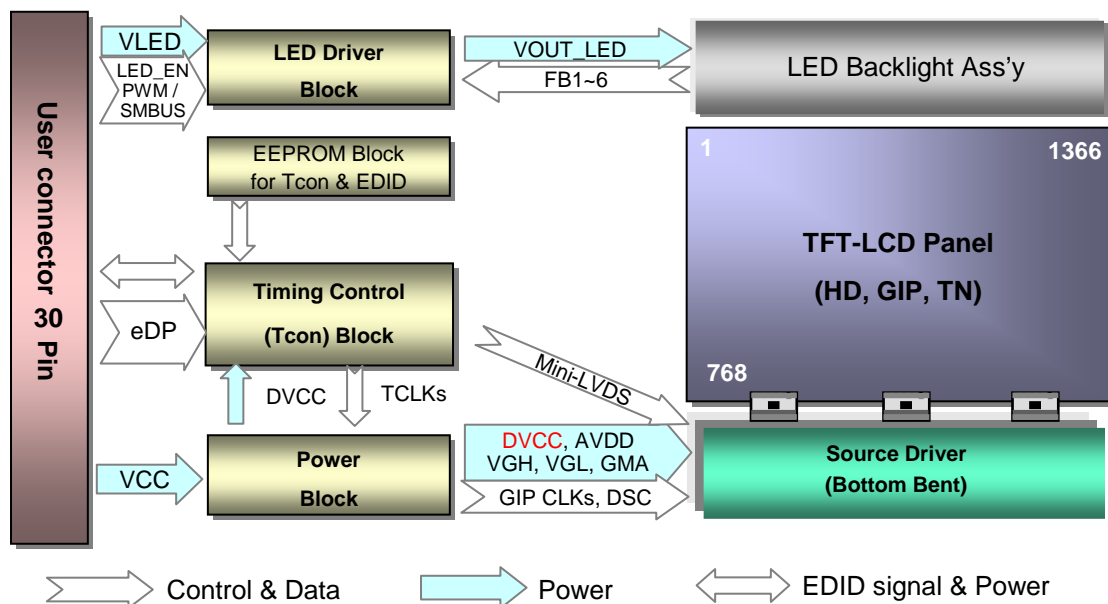 User connector 30 Pin
VLED
LED_EN
PWM /
SMBUS
LED Driver
Block
VOUT_LED
FB1~6
LED Backlight Ass'y
EEPROM Block
for Tcon & EDID
eDP
Timing Control
(Tcon) Block
DVCC
TCLKs
Mini-LVDS
1
1366
TFT-LCD Panel
(HD, GIP, TN)
768
VCC
Power
Block
DVCC, AVDD
VGH, VGL, GMA
GIP CLKs, DSC
Source Driver
(Bottom Bent)
Control & Data
Power
EDID signal & Power